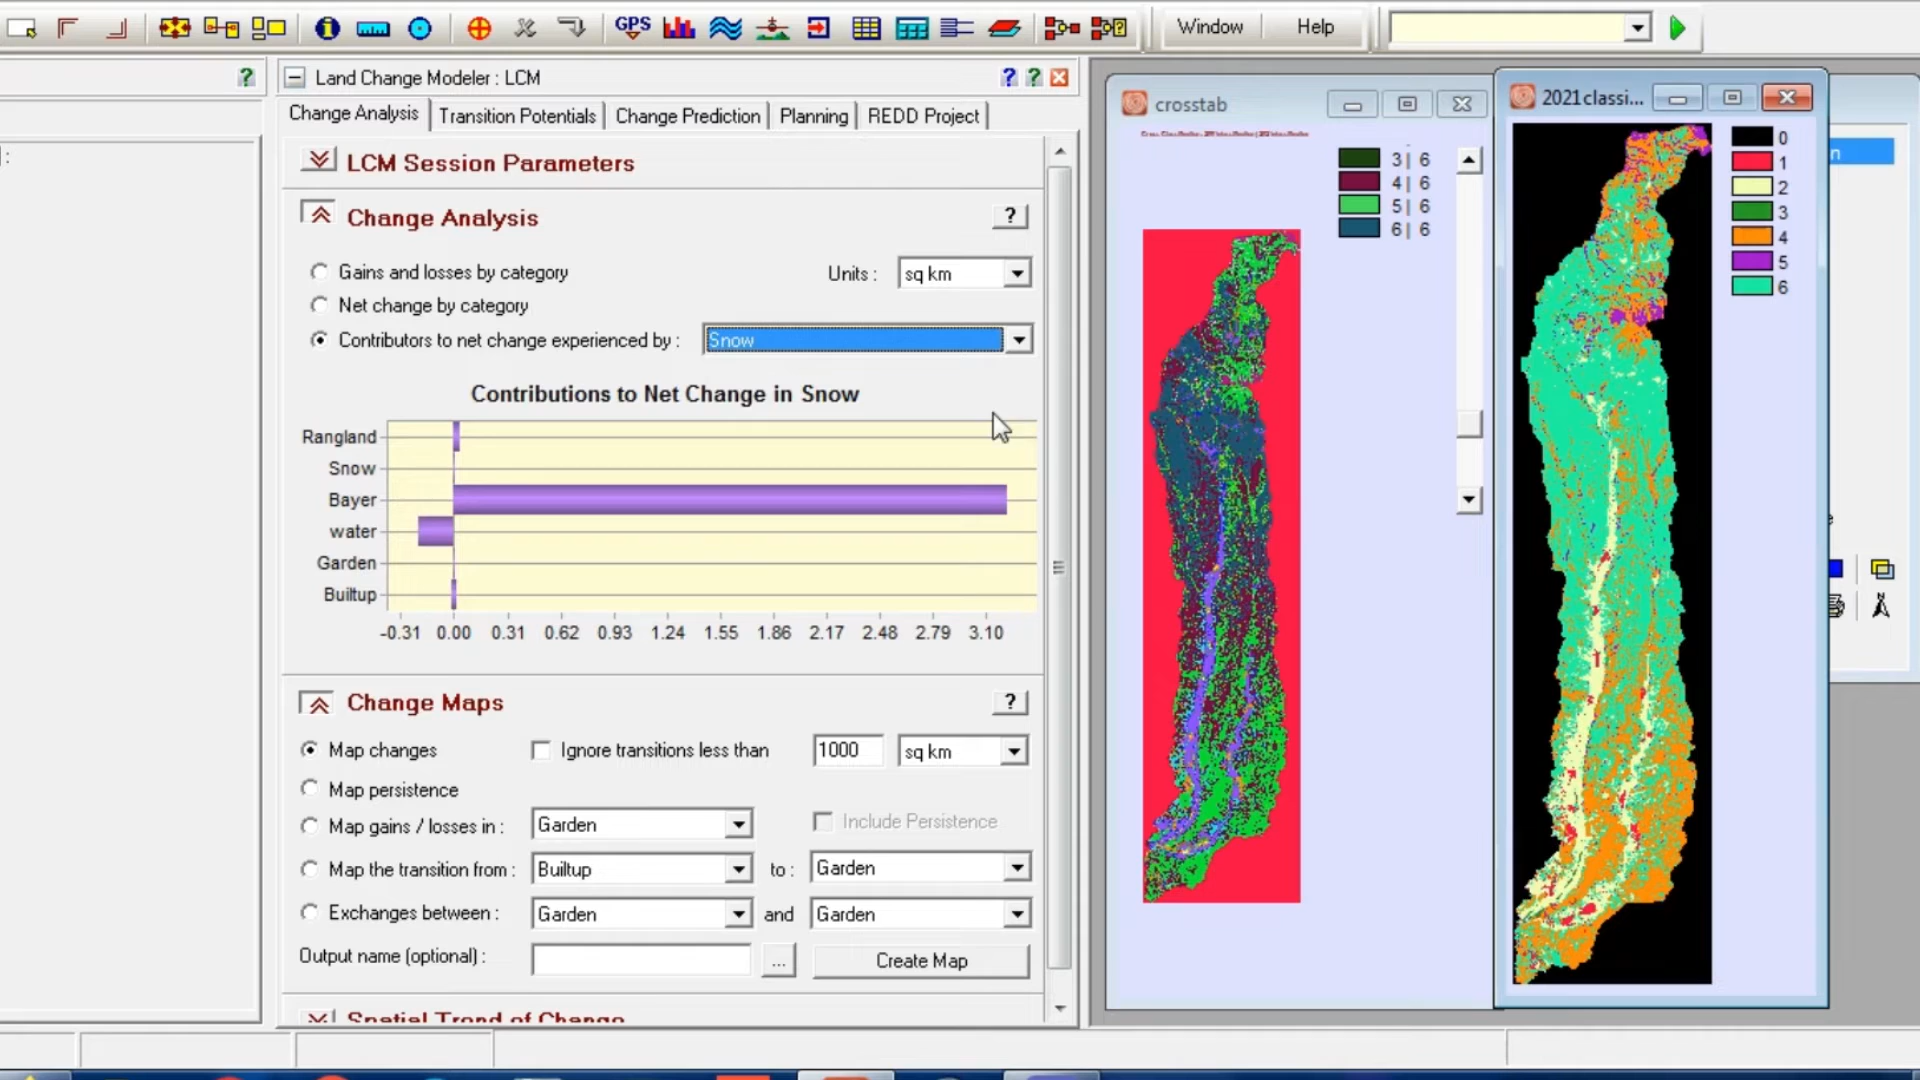 GPS
Window
Help
?
Land Change Modeler : LCM
? ?
Change Analysis
Transition Potentials
Change Prediction
Planning
REDD Project
LCM Session Parameters
Change Analysis
?
Gains and losses by category
Units :
sq km
Net change by category
Contributors to net change experienced by :
Snow
Contributions to Net Change in Snow
Rangland
Snow
Bayer
water
Garden
Builtup
-0.31 0.00 0.31 0.62 0.93 1.24 1.55 1.86 2.17 2.48 2.79 3.10
Change Maps
?
Map changes
Ignore transitions less than
1000
sq km
Map persistence
Map gains / losses in :
Garden
Include Persistence
Map the transition from :
Builtup
to :
Garden
Exchanges between :
Garden
and
Garden
Output name (optional) :
...
Create Map
Spatial Trend of Change
crosstab
3 | 6
4 | 6
5 | 6
6 | 6
2021classi...
0
1
2
3
4
5
6
n